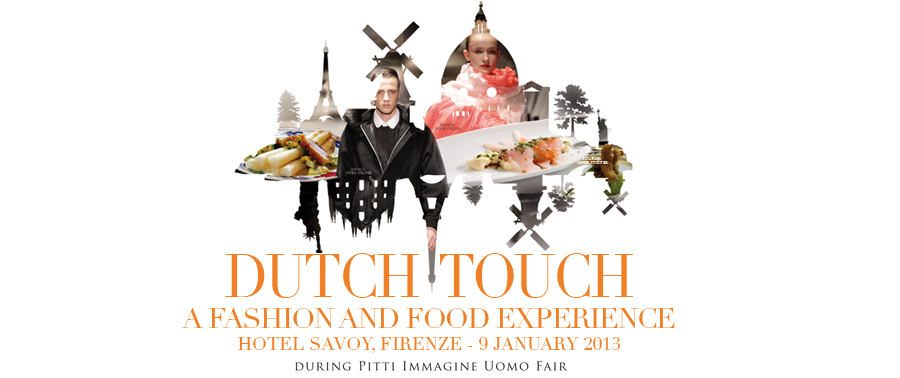 DUTCH TOUCH
A FASHION AND FOOD EXPERIENCE
HOTEL SAVOY, FIRENZE - 9 JANUARY 2013
DURING PITTI IMMAGINE UOMO FAIR